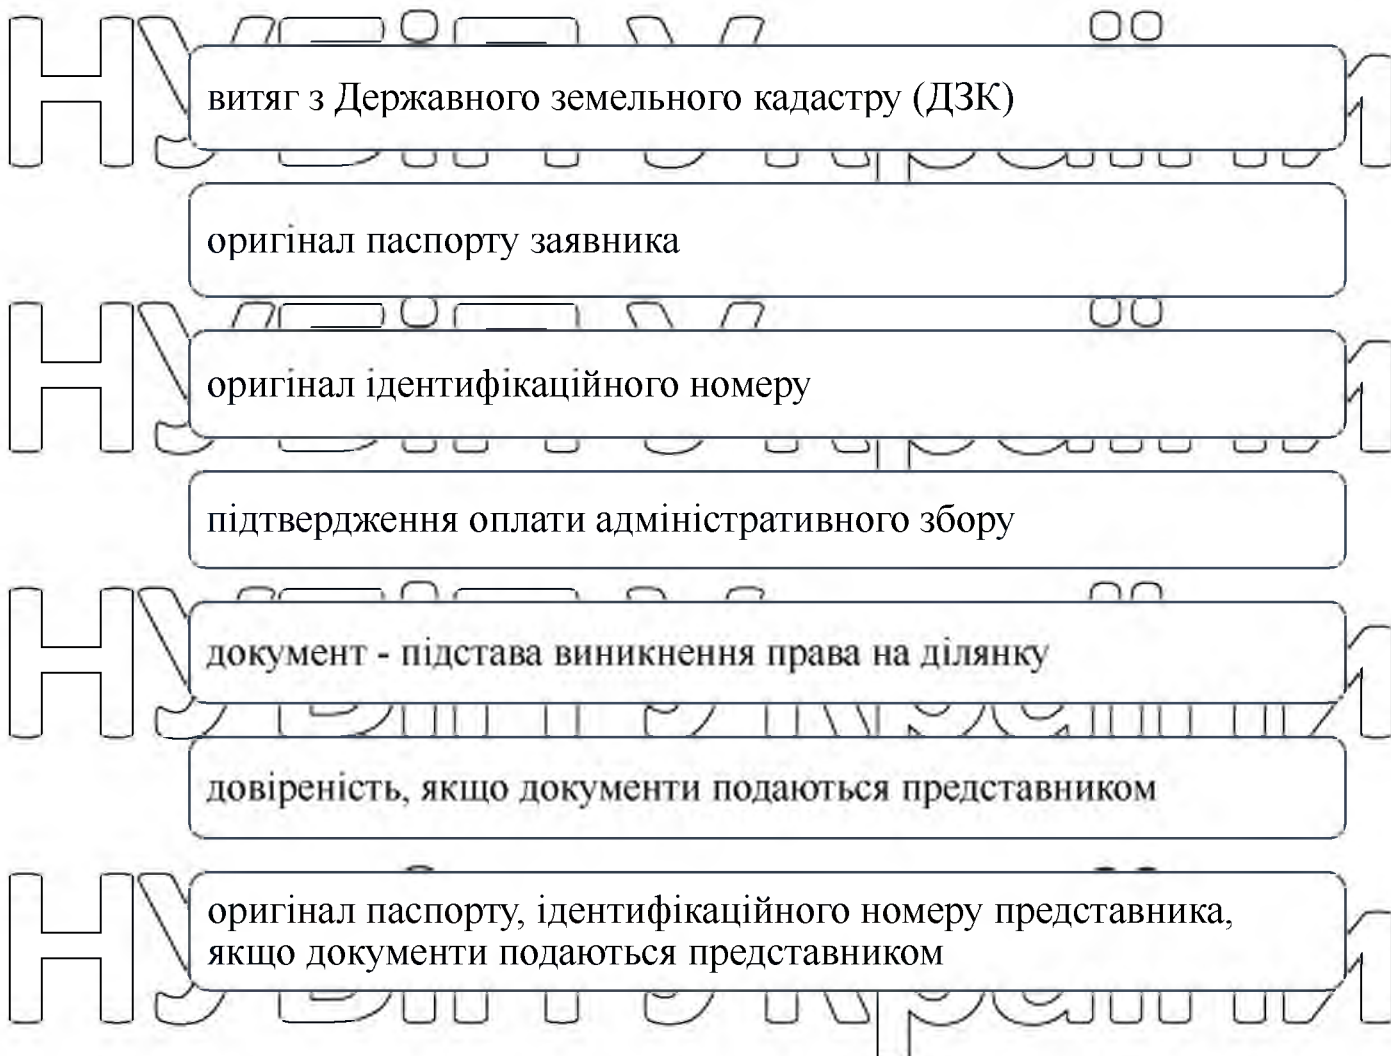 витяг з Державного земельного кадастру (ДЗК)
оригінал паспорту заявника
оригінал ідентифікаційного номеру
підтвердження оплати адміністративного збору
документ - підстава виникнення права на ділянку
довіреність, якщо документи подаються представником
оригінал паспорту, ідентифікаційного номеру представника,
якщо документи подаються представником